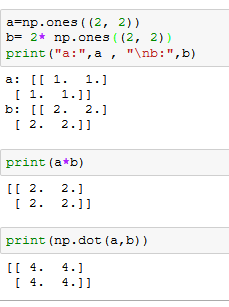 a=np.ones((2, 2))
b= 2* np.ones((2, 2))
print("a:",a , "\nb:",b)
a: [[ 1.  1.]
 [ 1.  1.]]
b: [[ 2.  2.]
 [ 2.  2.]]
print(a*b)
[[ 2.  2.]
 [ 2.  2.]]
print(np.dot(a,b))
[[ 4.  4.]
 [ 4.  4.]]